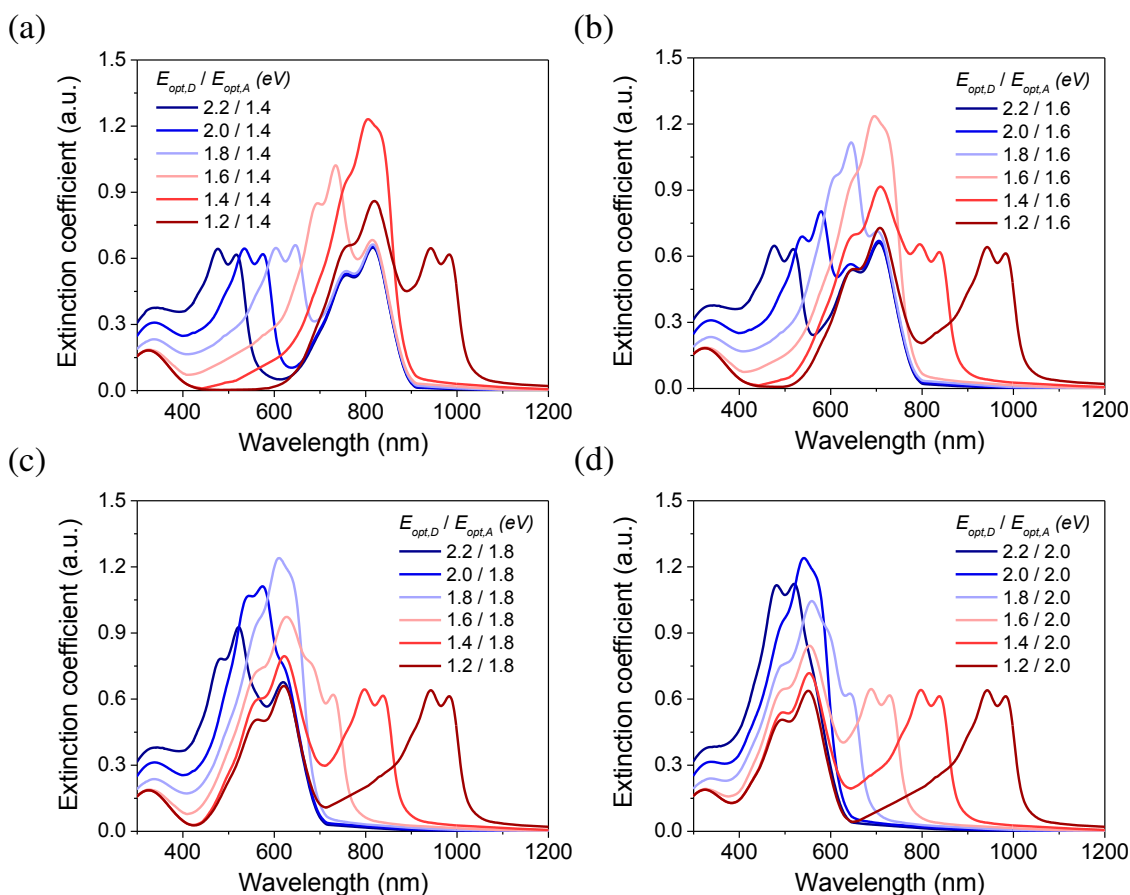 (a)
1.5
1.2
0.9
0.6
0.3
0.0
Extinction coefficient (a.u.)
E_opt,D / E_opt,A (eV)
2.2 / 1.4
2.0 / 1.4
1.8 / 1.4
1.6 / 1.4
1.4 / 1.4
1.2 / 1.4
400 600 800 1000 1200
Wavelength (nm)
(b)
1.5
1.2
0.9
0.6
0.3
0.0
Extinction coefficient (a.u.)
E_opt,D / E_opt,A (eV)
2.2 / 1.6
2.0 / 1.6
1.8 / 1.6
1.6 / 1.6
1.4 / 1.6
1.2 / 1.6
400 600 800 1000 1200
Wavelength (nm)
(c)
1.5
1.2
0.9
0.6
0.3
0.0
Extinction coefficient (a.u.)
E_opt,D / E_opt,A (eV)
2.2 / 1.8
2.0 / 1.8
1.8 / 1.8
1.6 / 1.8
1.4 / 1.8
1.2 / 1.8
400 600 800 1000 1200
Wavelength (nm)
(d)
1.5
1.2
0.9
0.6
0.3
0.0
Extinction coefficient (a.u.)
E_opt,D / E_opt,A (eV)
2.2 / 2.0
2.0 / 2.0
1.8 / 2.0
1.6 / 2.0
1.4 / 2.0
1.2 / 2.0
400 600 800 1000 1200
Wavelength (nm)